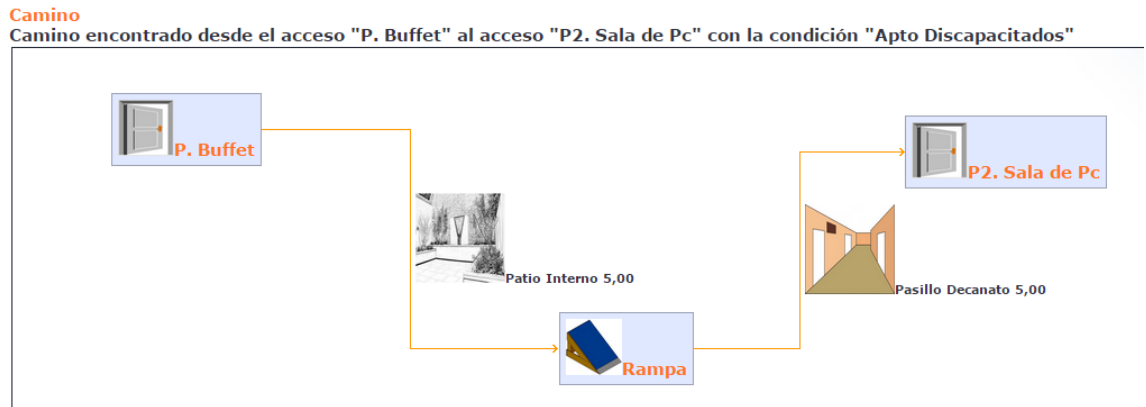 Camino
Camino encontrado desde el acceso "P. Buffet" al acceso "P2. Sala de Pc" con la condición "Apto Discapacitados"
P. Buffet
P2. Sala de Pc
Patio Interno 5,00
Pasillo Decanato 5,00
Rampa